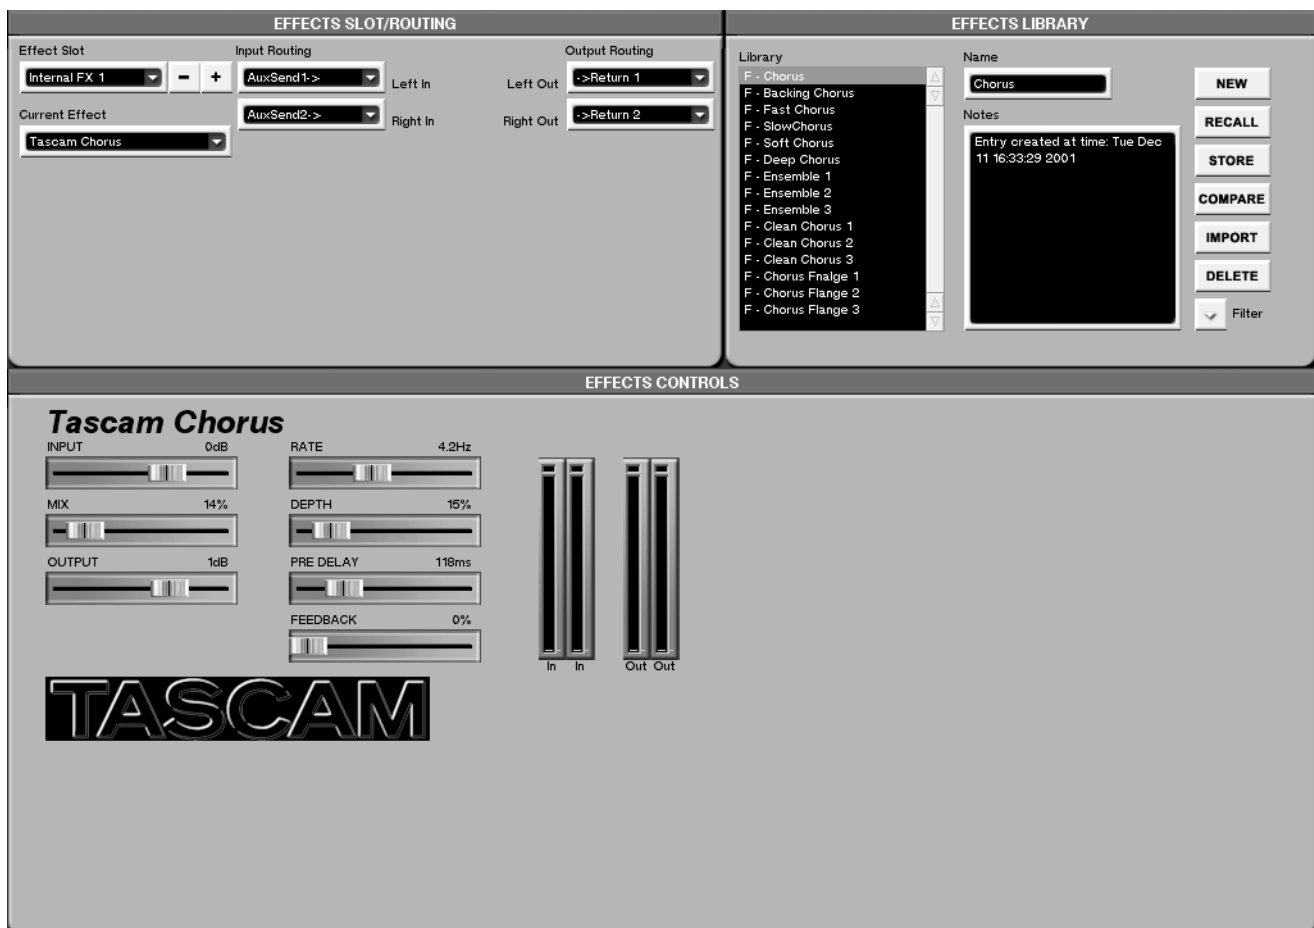 EFFECTS SLOT/ROUTING
Effect Slot
Internal FX 1
-
+
Current Effect
Tascam Chorus
Input Routing
AuxSend1->
Left In
AuxSend2->
Right In
Output Routing
Left Out
->Return 1
Right Out
->Return 2
EFFECTS LIBRARY
Library
F - Chorus
F - Backing Chorus
F - Fast Chorus
F - SlowChorus
F - Soft Chorus
F - Deep Chorus
F - Ensemble 1
F - Ensemble 2
F - Ensemble 3
F - Clean Chorus 1
F - Clean Chorus 2
F - Clean Chorus 3
F - Chorus Fnalge 1
F - Chorus Flange 2
F - Chorus Flange 3
Name
Chorus
Notes
Entry created at time: Tue Dec
11 16:33:29 2001
NEW
RECALL
STORE
COMPARE
IMPORT
DELETE
Filter
EFFECTS CONTROLS
Tascam Chorus
INPUT 0dB
MIX 14%
OUTPUT 1dB
RATE 4.2Hz
DEPTH 15%
PRE DELAY 118ms
FEEDBACK 0%
In In Out Out
TASCAM